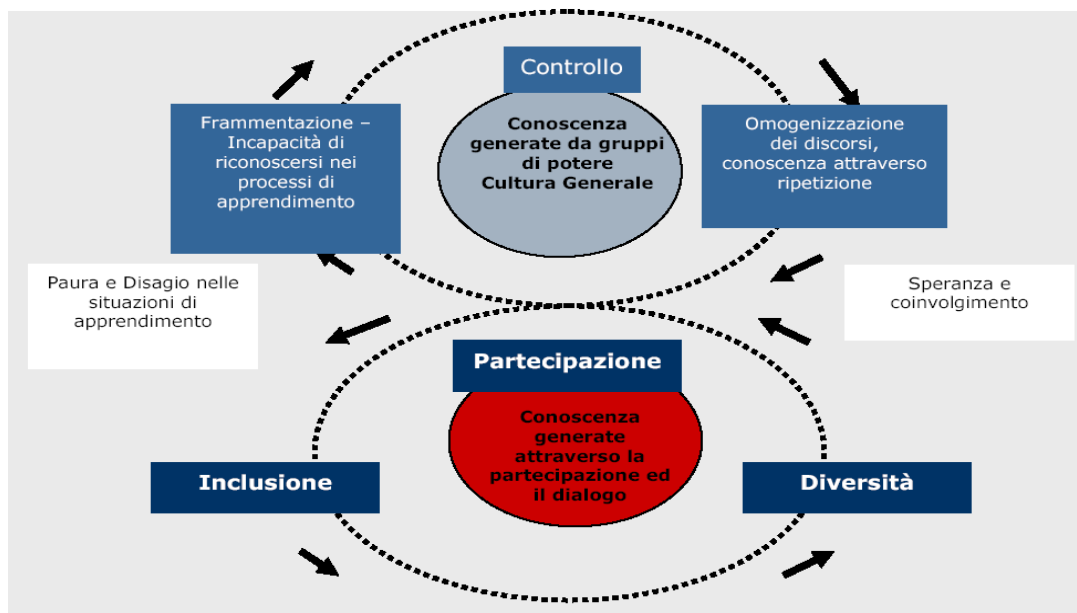 Controllo
Frammentazione –
Incapacità di
riconoscersi nei
processi di
apprendimento
Conoscenza
generate da gruppi
di potere
Cultura Generale
Omogenizzazione
dei discorsi,
conoscenza attraverso
ripetizione
Paura e Disagio nelle
situazioni di
apprendimento
Speranza e
coinvolgimento
Partecipazione
Conoscenza
generate
attraverso la
partecipazione ed
il dialogo
Inclusione
Diversità